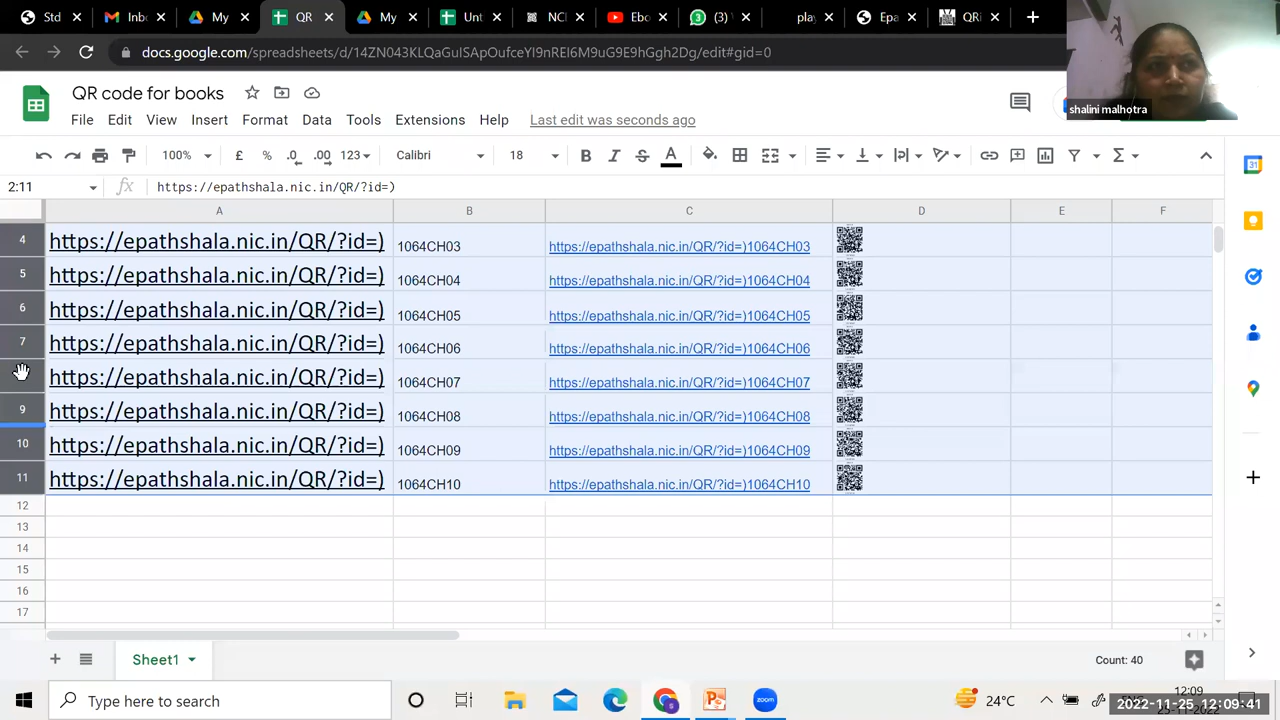 Std
Inb
My
QR
My
Unt
NCI
Ebo
(3)
play
Epa
QRi
docs.google.com/spreadsheets/d/14ZN043KLQaGuISApOufceYI9nREI6M9uG9E9hGgh2Dg/edit#gid=0
shalini malhotra
QR code for books
File Edit View Insert Format Data Tools Extensions Help Last edit was seconds ago
100% £ % .0 .00 123 Calibri 18 B I S A
2:11 fx https://epathshala.nic.in/QR/?id=)
A B C D E F
4 https://epathshala.nic.in/QR/?id=) 1064CH03 https://epathshala.nic.in/QR/?id=)1064CH03
5 https://epathshala.nic.in/QR/?id=) 1064CH04 https://epathshala.nic.in/QR/?id=)1064CH04
6 https://epathshala.nic.in/QR/?id=) 1064CH05 https://epathshala.nic.in/QR/?id=)1064CH05
7 https://epathshala.nic.in/QR/?id=) 1064CH06 https://epathshala.nic.in/QR/?id=)1064CH06
https://epathshala.nic.in/QR/?id=) 1064CH07 https://epathshala.nic.in/QR/?id=)1064CH07
9 https://epathshala.nic.in/QR/?id=) 1064CH08 https://epathshala.nic.in/QR/?id=)1064CH08
10 https://epathshala.nic.in/QR/?id=) 1064CH09 https://epathshala.nic.in/QR/?id=)1064CH09
11 https://epathshala.nic.in/QR/?id=) 1064CH10 https://epathshala.nic.in/QR/?id=)1064CH10
12
13
14
15
16
17
Sheet1 Count: 40
Type here to search
24°C
12:09
2022-11-25 12:09:41